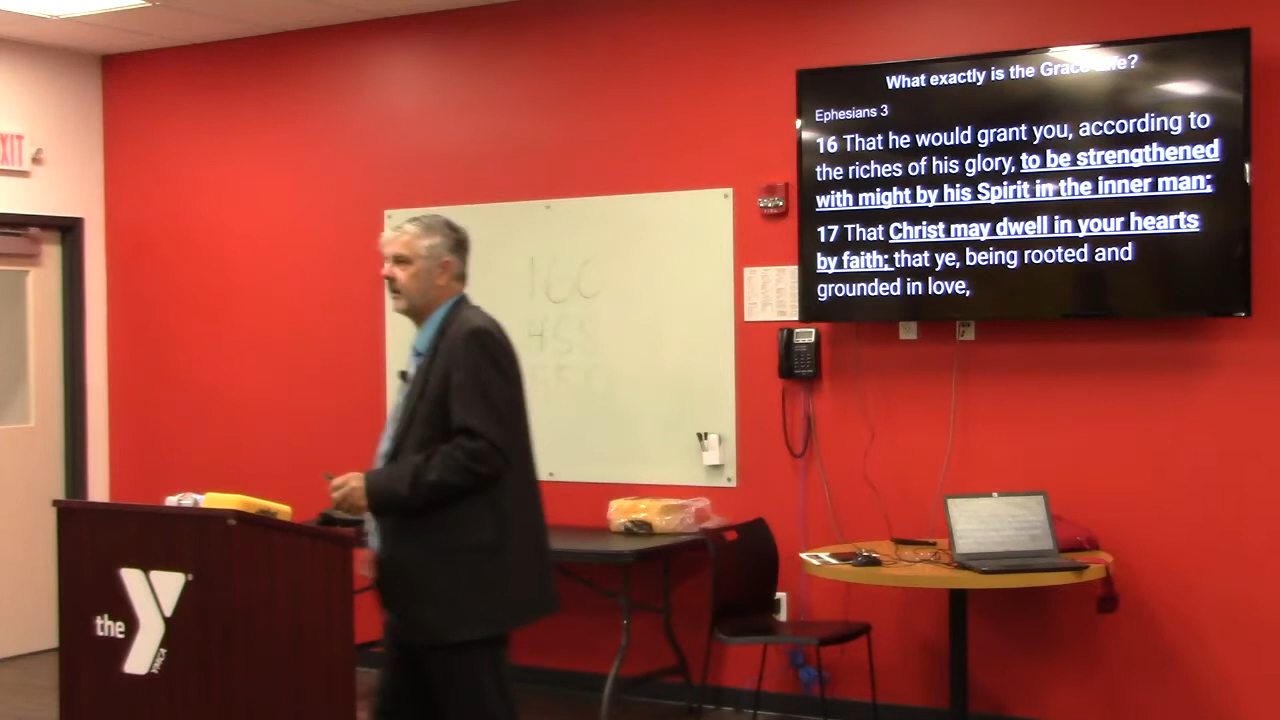 What exactly is the Grace Life?
Ephesians 3
16 That he would grant you, according to
the riches of his glory, to be strengthened
with might by his Spirit in the inner man;
17 That Christ may dwell in your hearts
by faith; that ye, being rooted and
grounded in love,
EXIT
the
YMCA